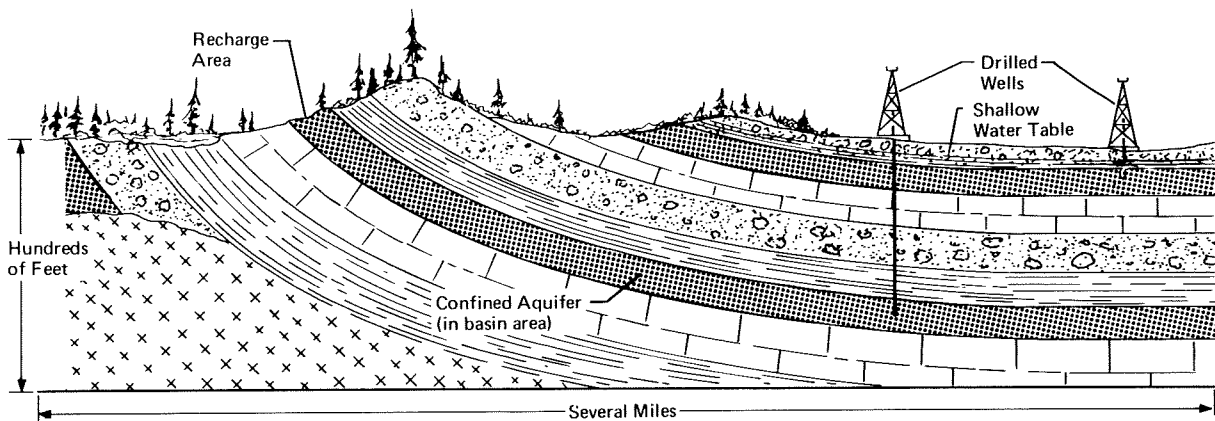 Recharge
Area
Drilled
Wells
Shallow
Water Table
Hundreds
of Feet
Confined Aquifer
(in basin area)
Several Miles